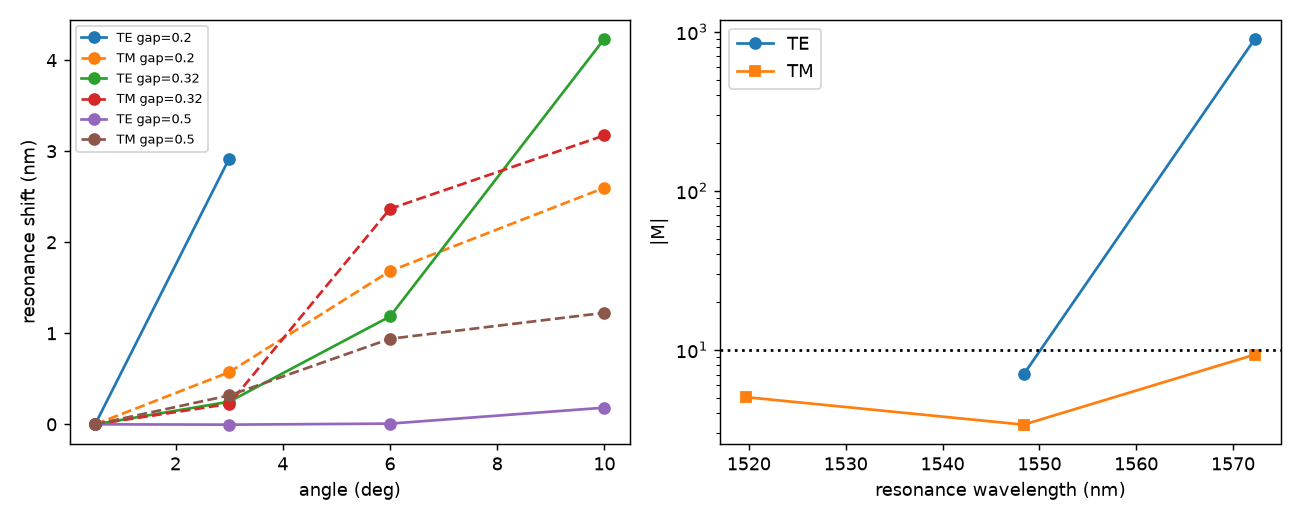 TE gap=0.2
TM gap=0.2
TE gap=0.32
TM gap=0.32
TE gap=0.5
TM gap=0.5
resonance shift (nm)
4
3
2
1
0
2 4 6 8 10
angle (deg)
TE
TM
|M|
10³
10²
10¹
1520 1530 1540 1550 1560 1570
resonance wavelength (nm)